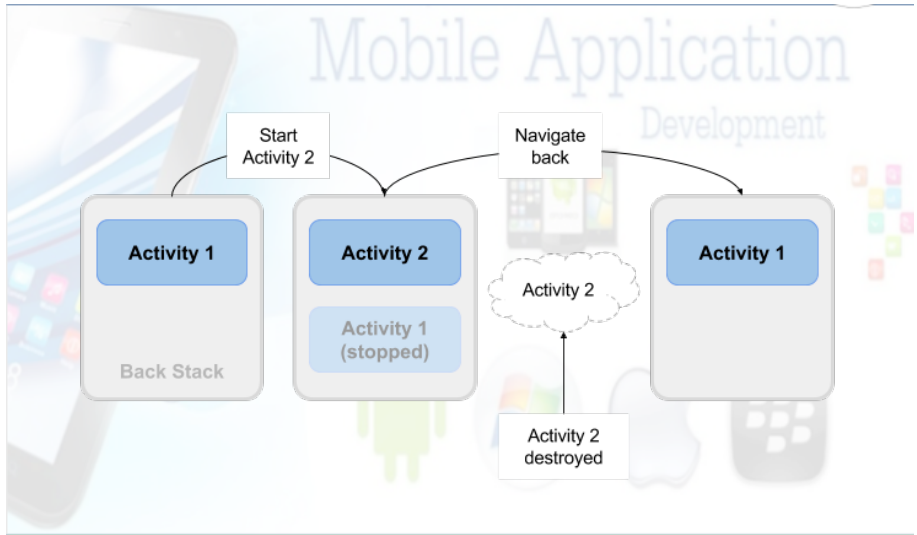 Mobile Application
Development
Start
Activity 2
Navigate
back
Activity 1
Activity 2
Activity 1
(stopped)
Activity 2
Activity 1
Back Stack
Activity 2
destroyed